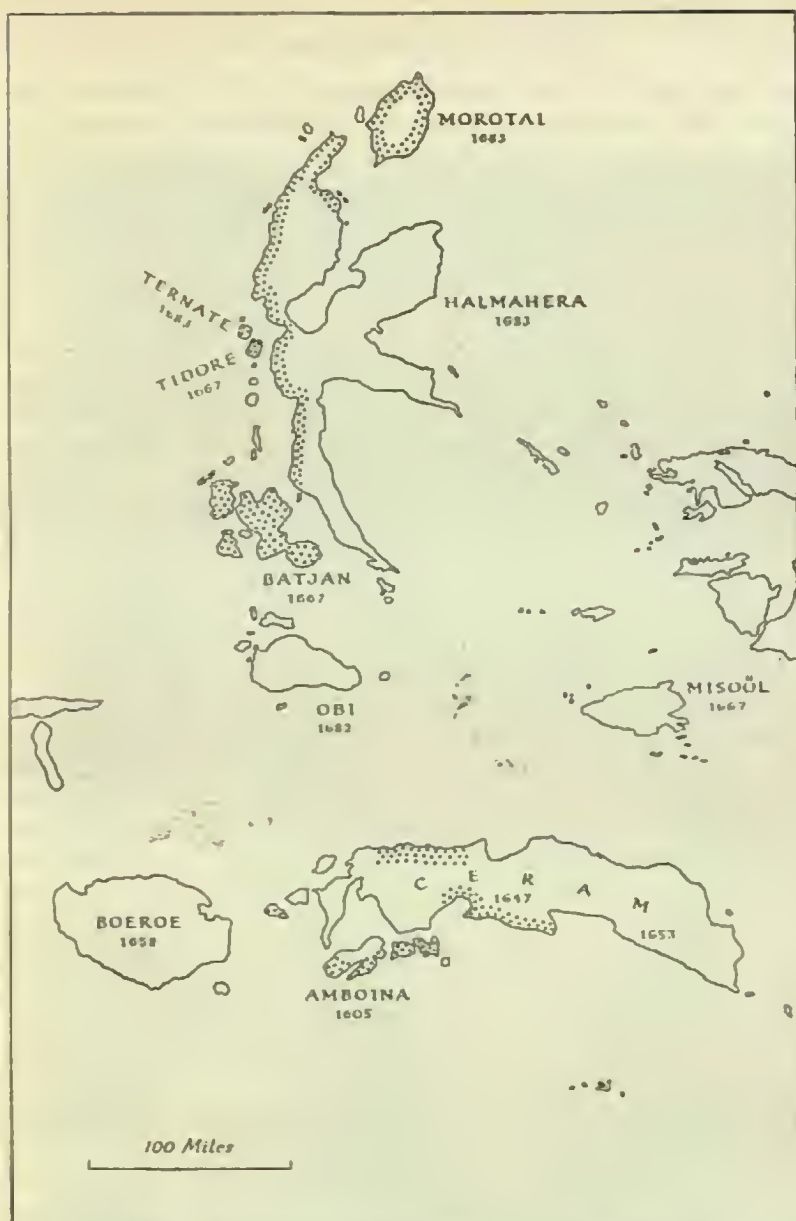 MOROTAI
1683
TERNATE
1683
HALMAHERA
1683
TIDORE
1667
BATJAN
1667
OBI
1682
MISOÖL
1667
CERAM
1647
1653
BOEROE
1658
AMBOINA
1605
100 Miles